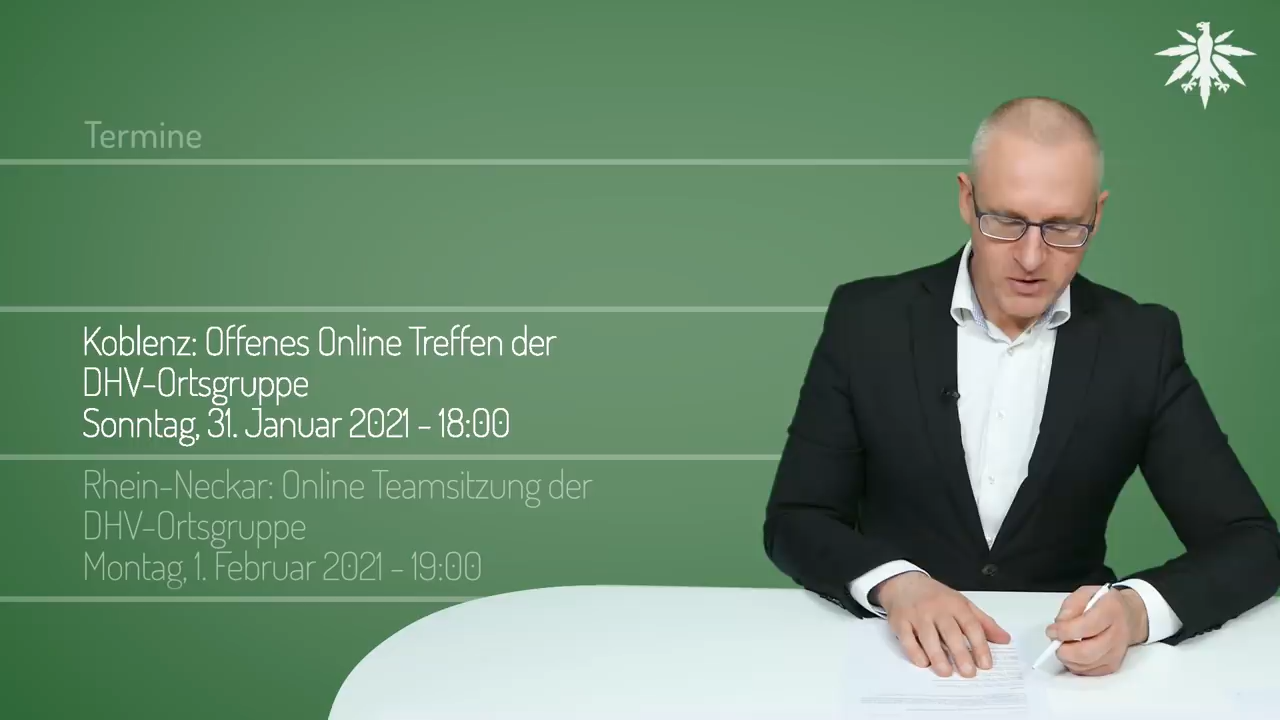 Termine
Koblenz: Offenes Online Treffen der
DHV-Ortsgruppe
Sonntag, 31. Januar 2021 - 18:00
Rhein-Neckar: Online Teamsitzung der
DHV-Ortsgruppe
Montag, 1. Februar 2021 - 19:00